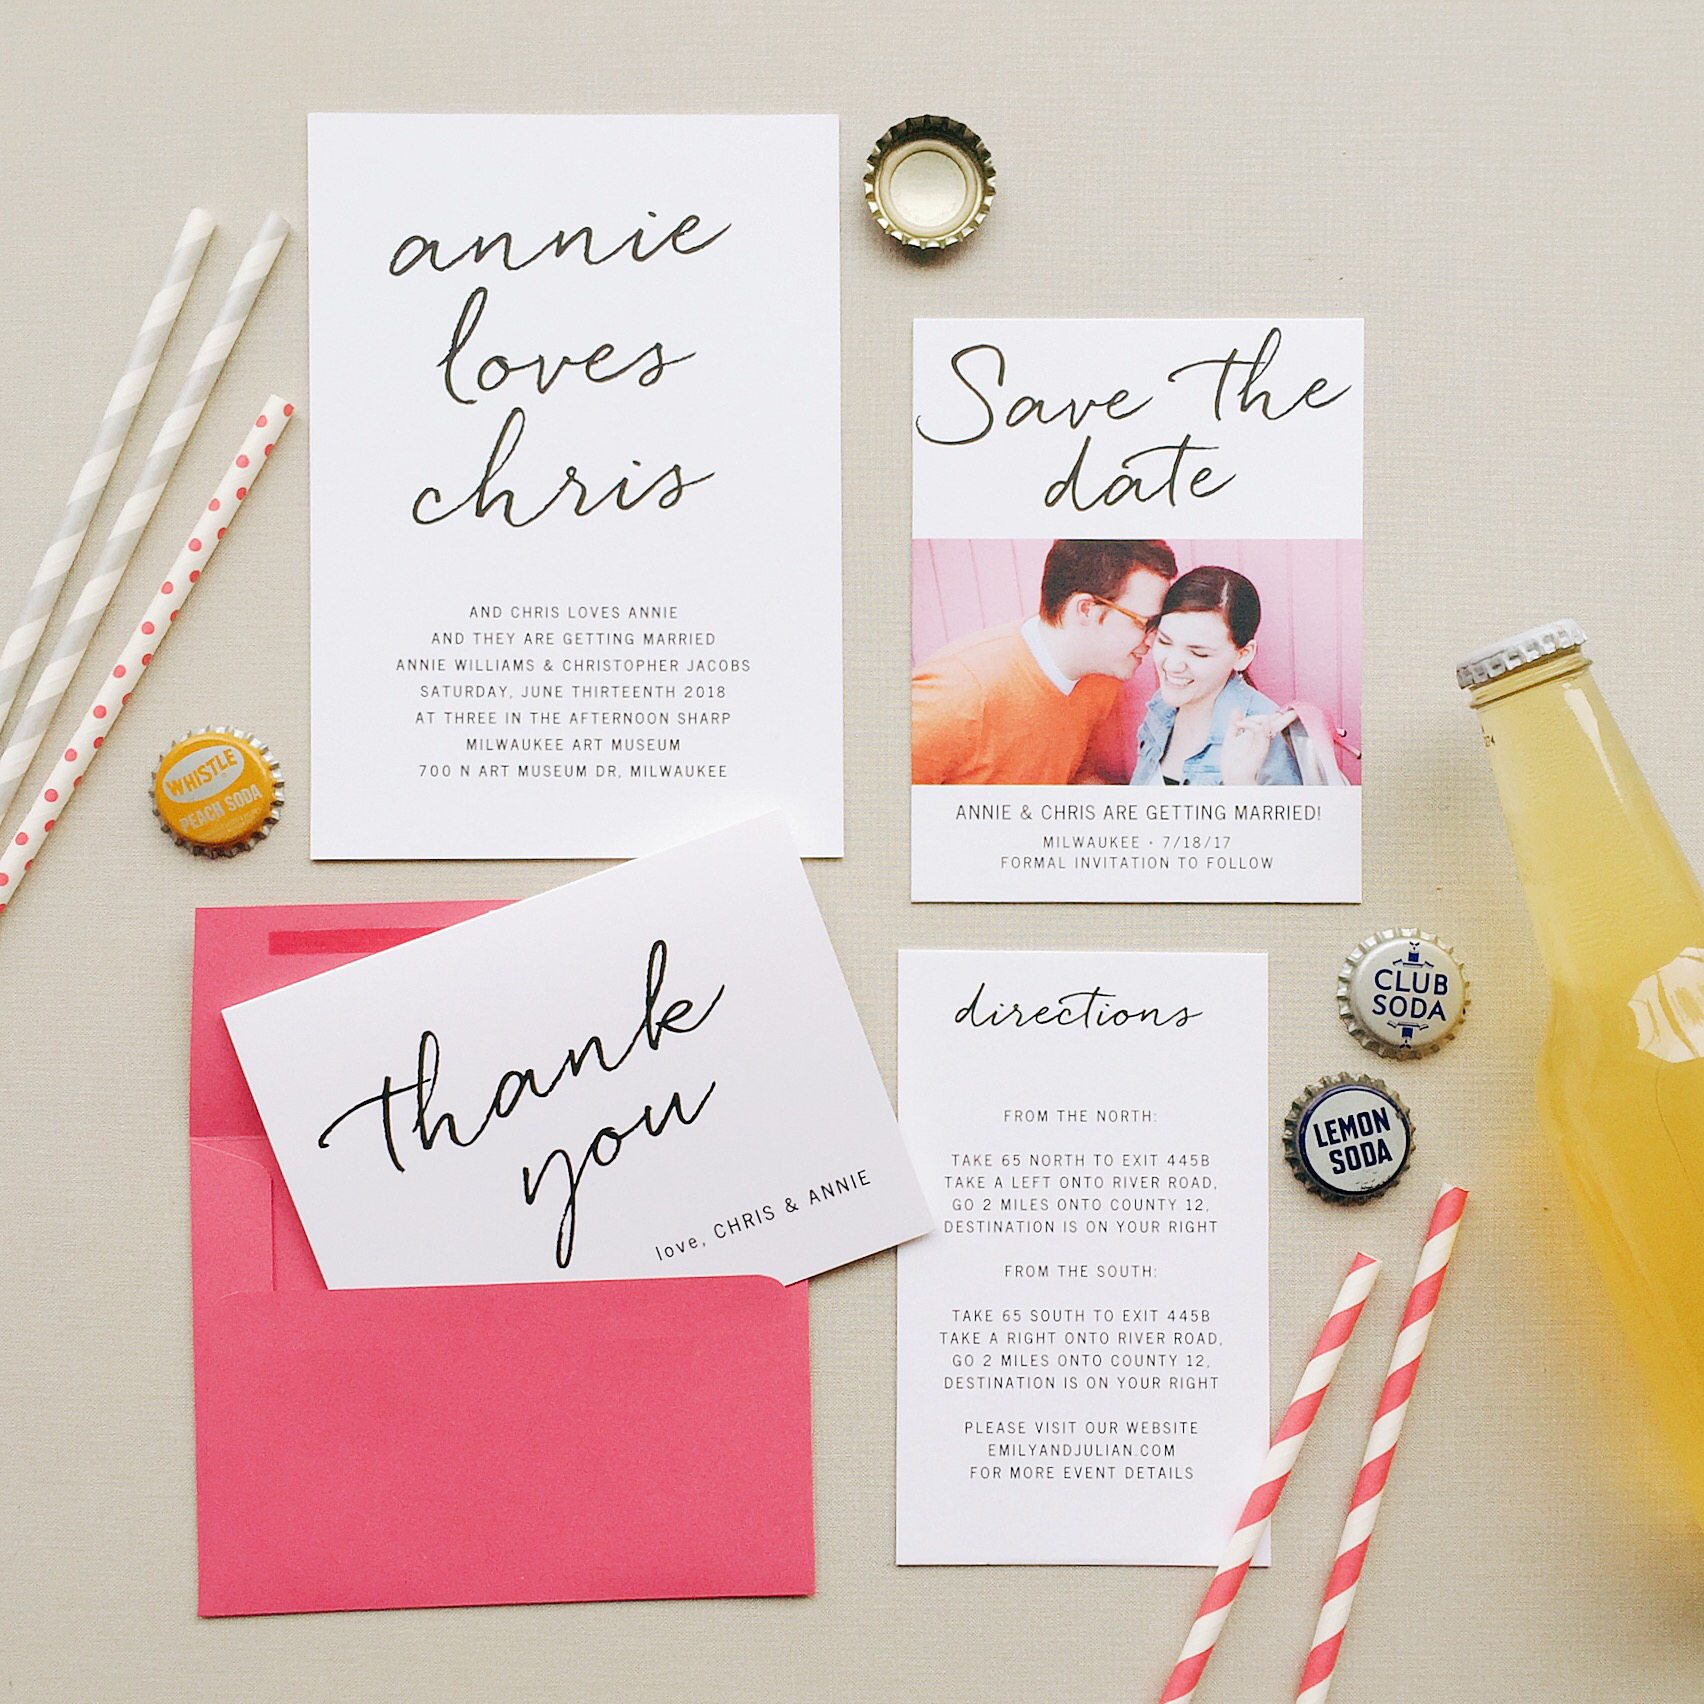 annie
loves
chris
AND CHRIS LOVES ANNIE
AND THEY ARE GETTING MARRIED
ANNIE WILLIAMS & CHRISTOPHER JACOBS
SATURDAY, JUNE THIRTEENTH 2018
AT THREE IN THE AFTERNOON SHARP
MILWAUKEE ART MUSEUM
700 N ART MUSEUM DR, MILWAUKEE
Save the
date
ANNIE & CHRIS ARE GETTING MARRIED!
MILWAUKEE • 7/18/17
FORMAL INVITATION TO FOLLOW
WHISTLE
PEACH SODA
thank
you
love, CHRIS & ANNIE
directions
FROM THE NORTH:
TAKE 65 NORTH TO EXIT 445B
TAKE A LEFT ONTO RIVER ROAD,
GO 2 MILES ONTO COUNTY 12,
DESTINATION IS ON YOUR RIGHT
FROM THE SOUTH:
TAKE 65 SOUTH TO EXIT 445B
TAKE A RIGHT ONTO RIVER ROAD,
GO 2 MILES ONTO COUNTY 12,
DESTINATION IS ON YOUR RIGHT
PLEASE VISIT OUR WEBSITE
EMILYANDJULIAN.COM
FOR MORE EVENT DETAILS
CLUB
SODA
LEMON
SODA